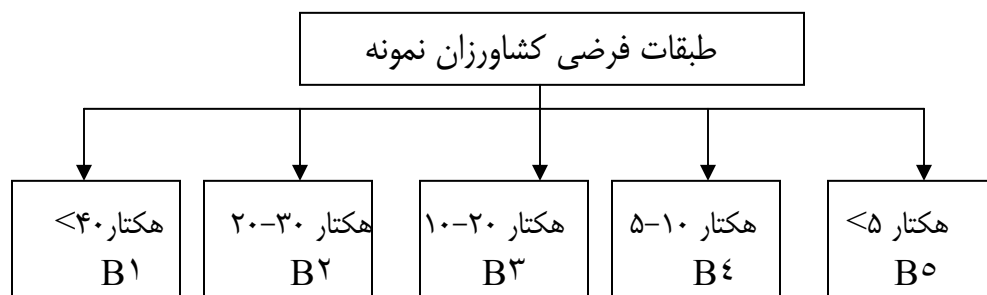 طبقات فرضی کشاورزان نمونه
هکتار <۵
B٥
هکتار ۱۰-۵
B٤
هکتار ۲۰-۱۰
B۳
هکتار ۳۰-۲۰
B۲
هکتار ۴۰<
B۱